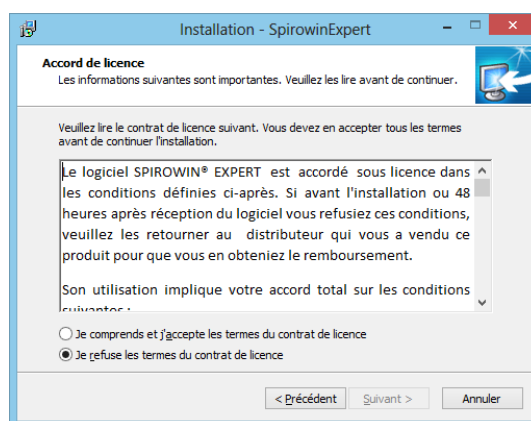 Installation - SpirowinExpert
Accord de licence
Les informations suivantes sont importantes. Veuillez les lire avant de continuer.
Veuillez lire le contrat de licence suivant. Vous devez en accepter tous les termes
avant de continuer l'installation.
Le logiciel SPIROWIN® EXPERT est accordé sous licence dans
les conditions définies ci-après. Si avant l'installation ou 48
heures après réception du logiciel vous refusiez ces conditions,
veuillez les retourner au distributeur qui vous a vendu ce
produit pour que vous en obteniez le remboursement.
Son utilisation implique votre accord total sur les conditions
suivantes :
Je comprends et j'accepte les termes du contrat de licence
Je refuse les termes du contrat de licence
< Précédent
Suivant >
Annuler